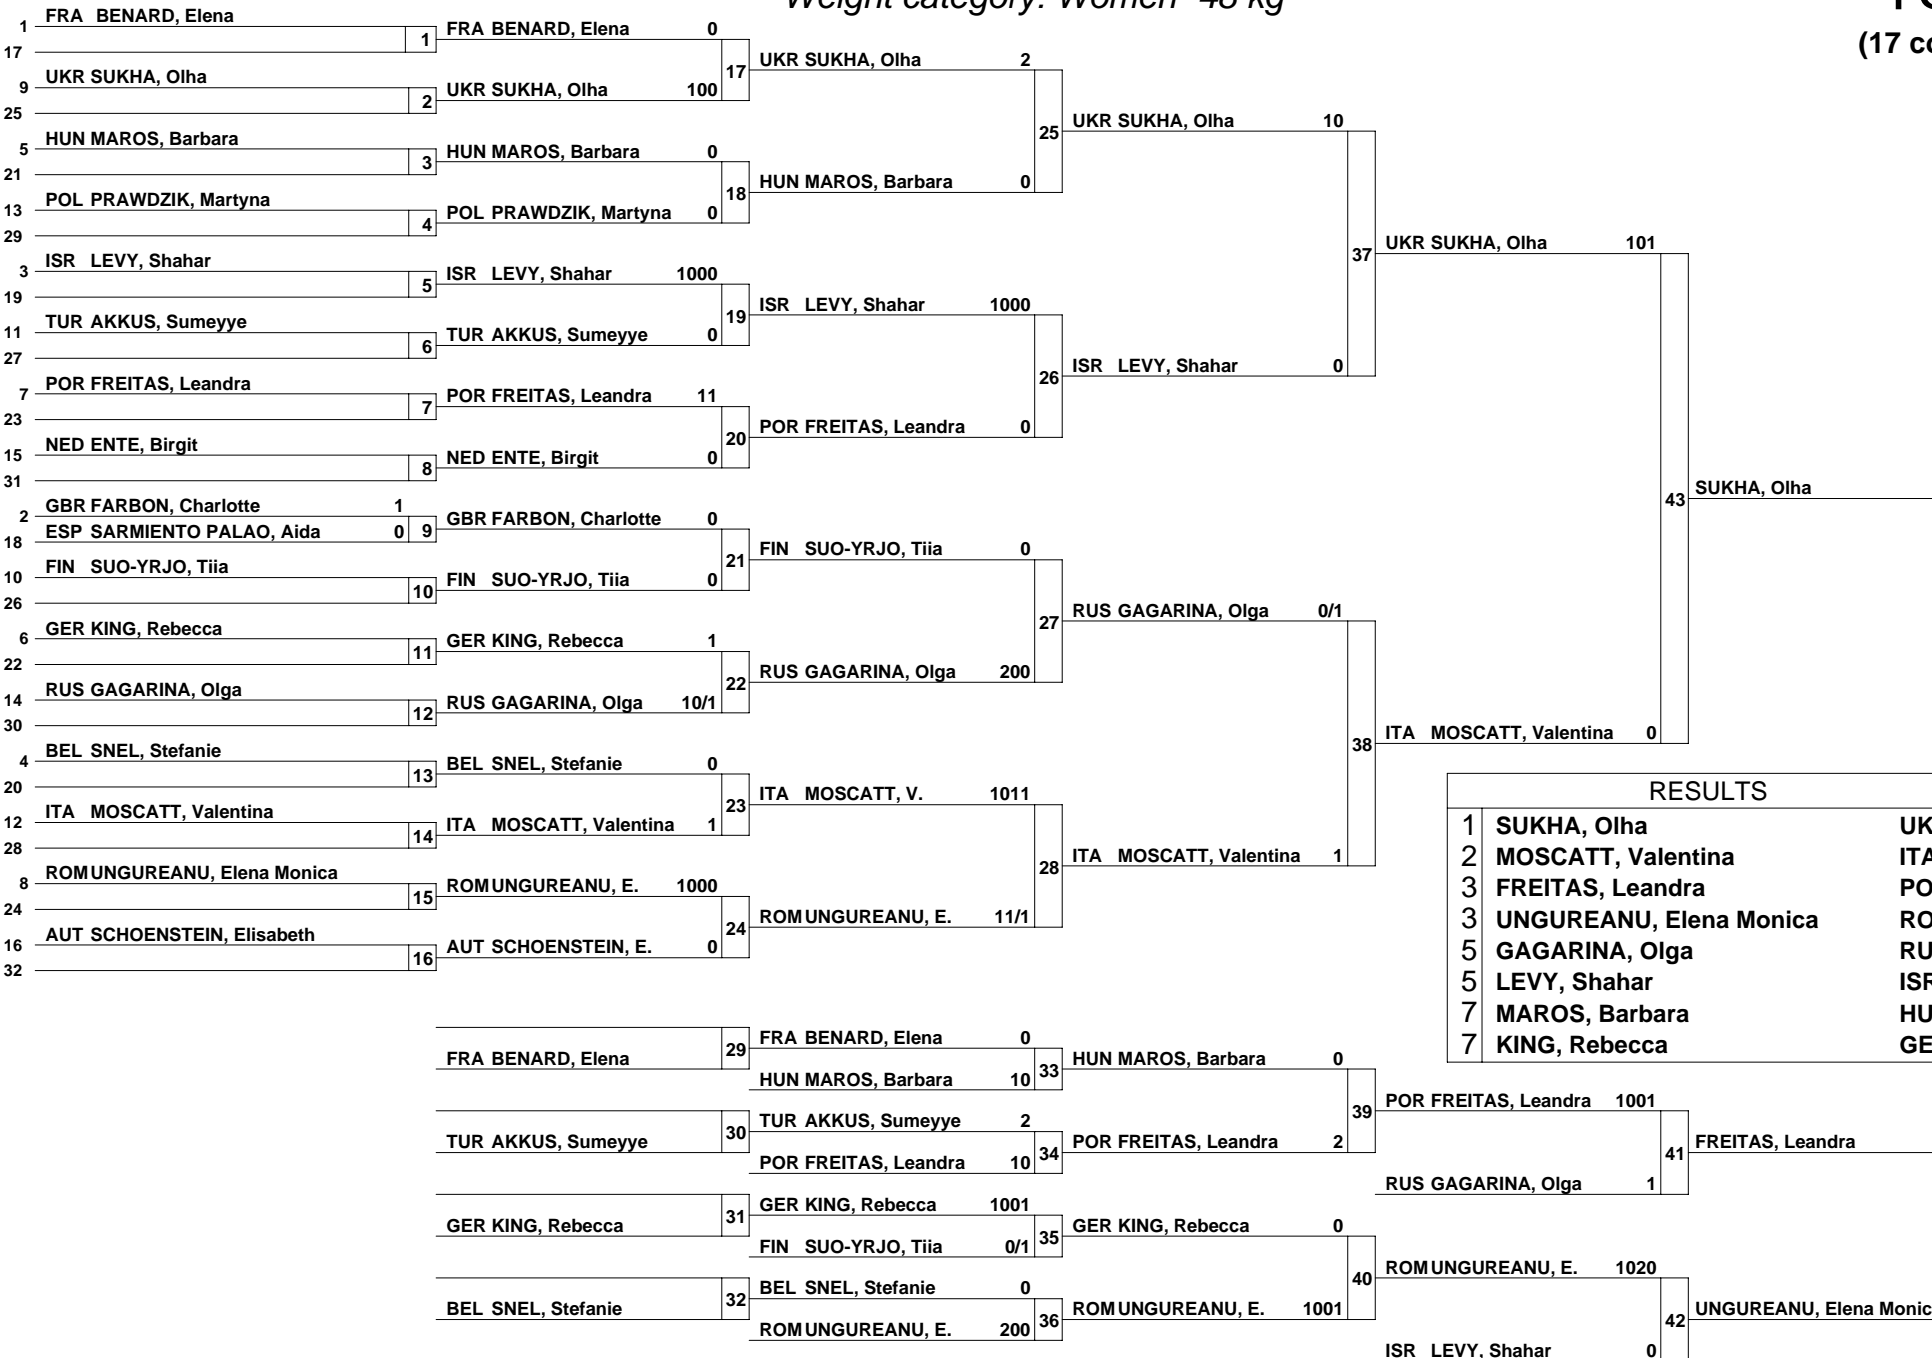 Weight category: Women -48 kg
(17 co
1 FRA BENARD, Elena
17
1
9 UKR SUKHA, Olha
25
2
5 HUN MAROS, Barbara
21
3
13 POL PRAWDZIK, Martyna
29
4
3 ISR LEVY, Shahar
19
5
11 TUR AKKUS, Sumeyye
27
6
7 POR FREITAS, Leandra
23
7
15 NED ENTE, Birgit
31
8
2 GBR FARBON, Charlotte 1
18 ESP SARMIENTO PALAO, Aida 0
9
10 FIN SUO-YRJO, Tiia
26
10
6 GER KING, Rebecca
22
11
14 RUS GAGARINA, Olga
30
12
4 BEL SNEL, Stefanie
20
13
12 ITA MOSCATT, Valentina
28
14
8 ROM UNGUREANU, Elena Monica
24
15
16 AUT SCHOENSTEIN, Elisabeth
32
16
FRA BENARD, Elena 0
17
UKR SUKHA, Olha 100
HUN MAROS, Barbara 0
18
POL PRAWDZIK, Martyna 0
ISR LEVY, Shahar 1000
19
TUR AKKUS, Sumeyye 0
POR FREITAS, Leandra 11
20
NED ENTE, Birgit 0
GBR FARBON, Charlotte 0
21
FIN SUO-YRJO, Tiia 0
GER KING, Rebecca 1
22
RUS GAGARINA, Olga 10/1
BEL SNEL, Stefanie 0
23
ITA MOSCATT, Valentina 1
ROM UNGUREANU, E. 1000
24
AUT SCHOENSTEIN, E. 0
UKR SUKHA, Olha 2
25
HUN MAROS, Barbara 0
ISR LEVY, Shahar 1000
26
POR FREITAS, Leandra 0
FIN SUO-YRJO, Tiia 0
27
RUS GAGARINA, Olga 200
ITA MOSCATT, V. 1011
28
ROM UNGUREANU, E. 11/1
UKR SUKHA, Olha 10
37
ISR LEVY, Shahar 0
RUS GAGARINA, Olga 0/1
38
ITA MOSCATT, Valentina 1
UKR SUKHA, Olha 101
43
ITA MOSCATT, Valentina 0
SUKHA, Olha
RESULTS
1 SUKHA, Olha UK
2 MOSCATT, Valentina ITA
3 FREITAS, Leandra PO
3 UNGUREANU, Elena Monica RO
5 GAGARINA, Olga RU
5 LEVY, Shahar ISR
7 MAROS, Barbara HU
7 KING, Rebecca GE
FRA BENARD, Elena
29
TUR AKKUS, Sumeyye
30
GER KING, Rebecca
31
BEL SNEL, Stefanie
32
FRA BENARD, Elena 0
33
HUN MAROS, Barbara 10
TUR AKKUS, Sumeyye 2
34
POR FREITAS, Leandra 10
GER KING, Rebecca 1001
35
FIN SUO-YRJO, Tiia 0/1
BEL SNEL, Stefanie 0
36
ROM UNGUREANU, E. 200
HUN MAROS, Barbara 0
39
POR FREITAS, Leandra 2
GER KING, Rebecca 0
40
ROM UNGUREANU, E. 1001
POR FREITAS, Leandra 1001
41
RUS GAGARINA, Olga 1
ROM UNGUREANU, E. 1020
42
ISR LEVY, Shahar 0
FREITAS, Leandra
UNGUREANU, Elena Monic